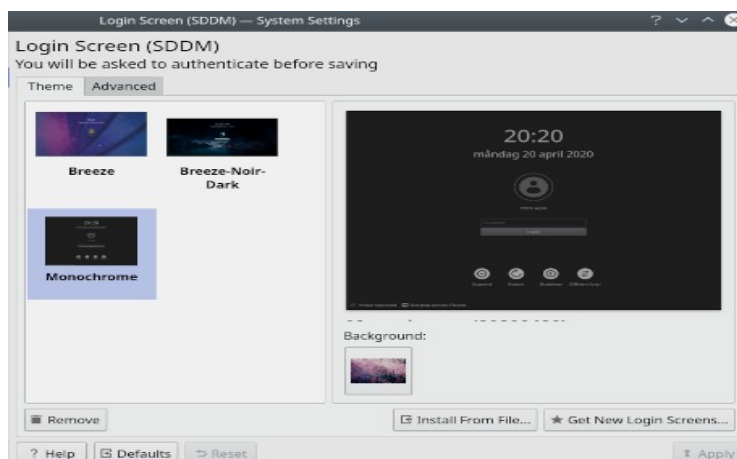 Login Screen (SDDM) — System Settings
Login Screen (SDDM)
You will be asked to authenticate before saving
Theme
Advanced
Breeze
Breeze-Noir-
Dark
Monochrome
20:20
måndag 20 april 2020
Background:
Remove
Install From File...
Get New Login Screens...
? Help
Defaults
Reset
Apply